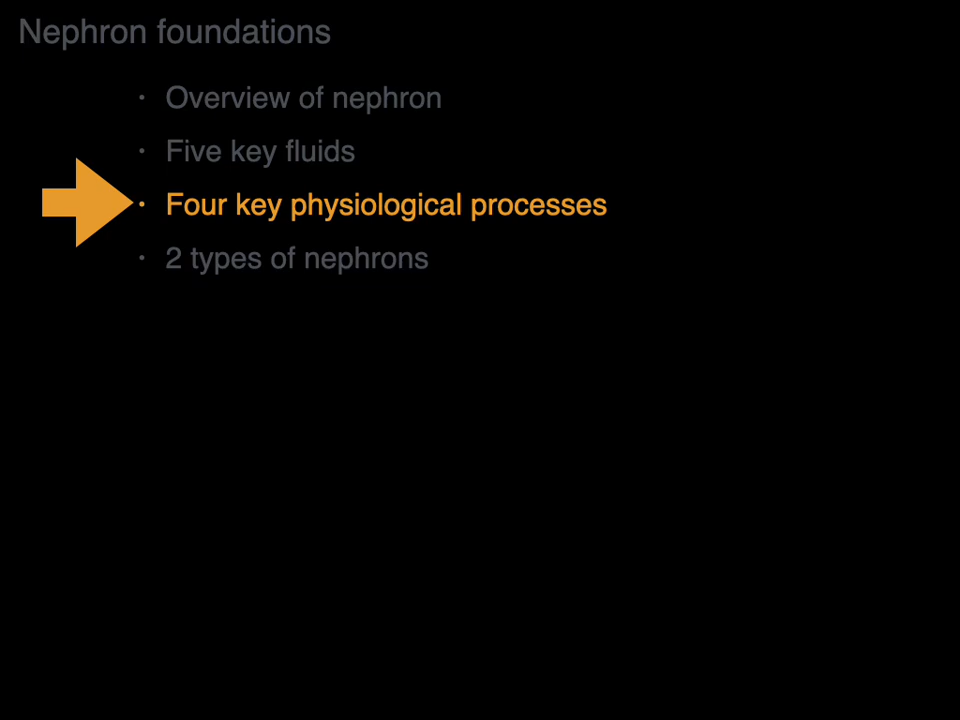 Nephron foundations
· Overview of nephron
· Five key fluids
· Four key physiological processes
· 2 types of nephrons